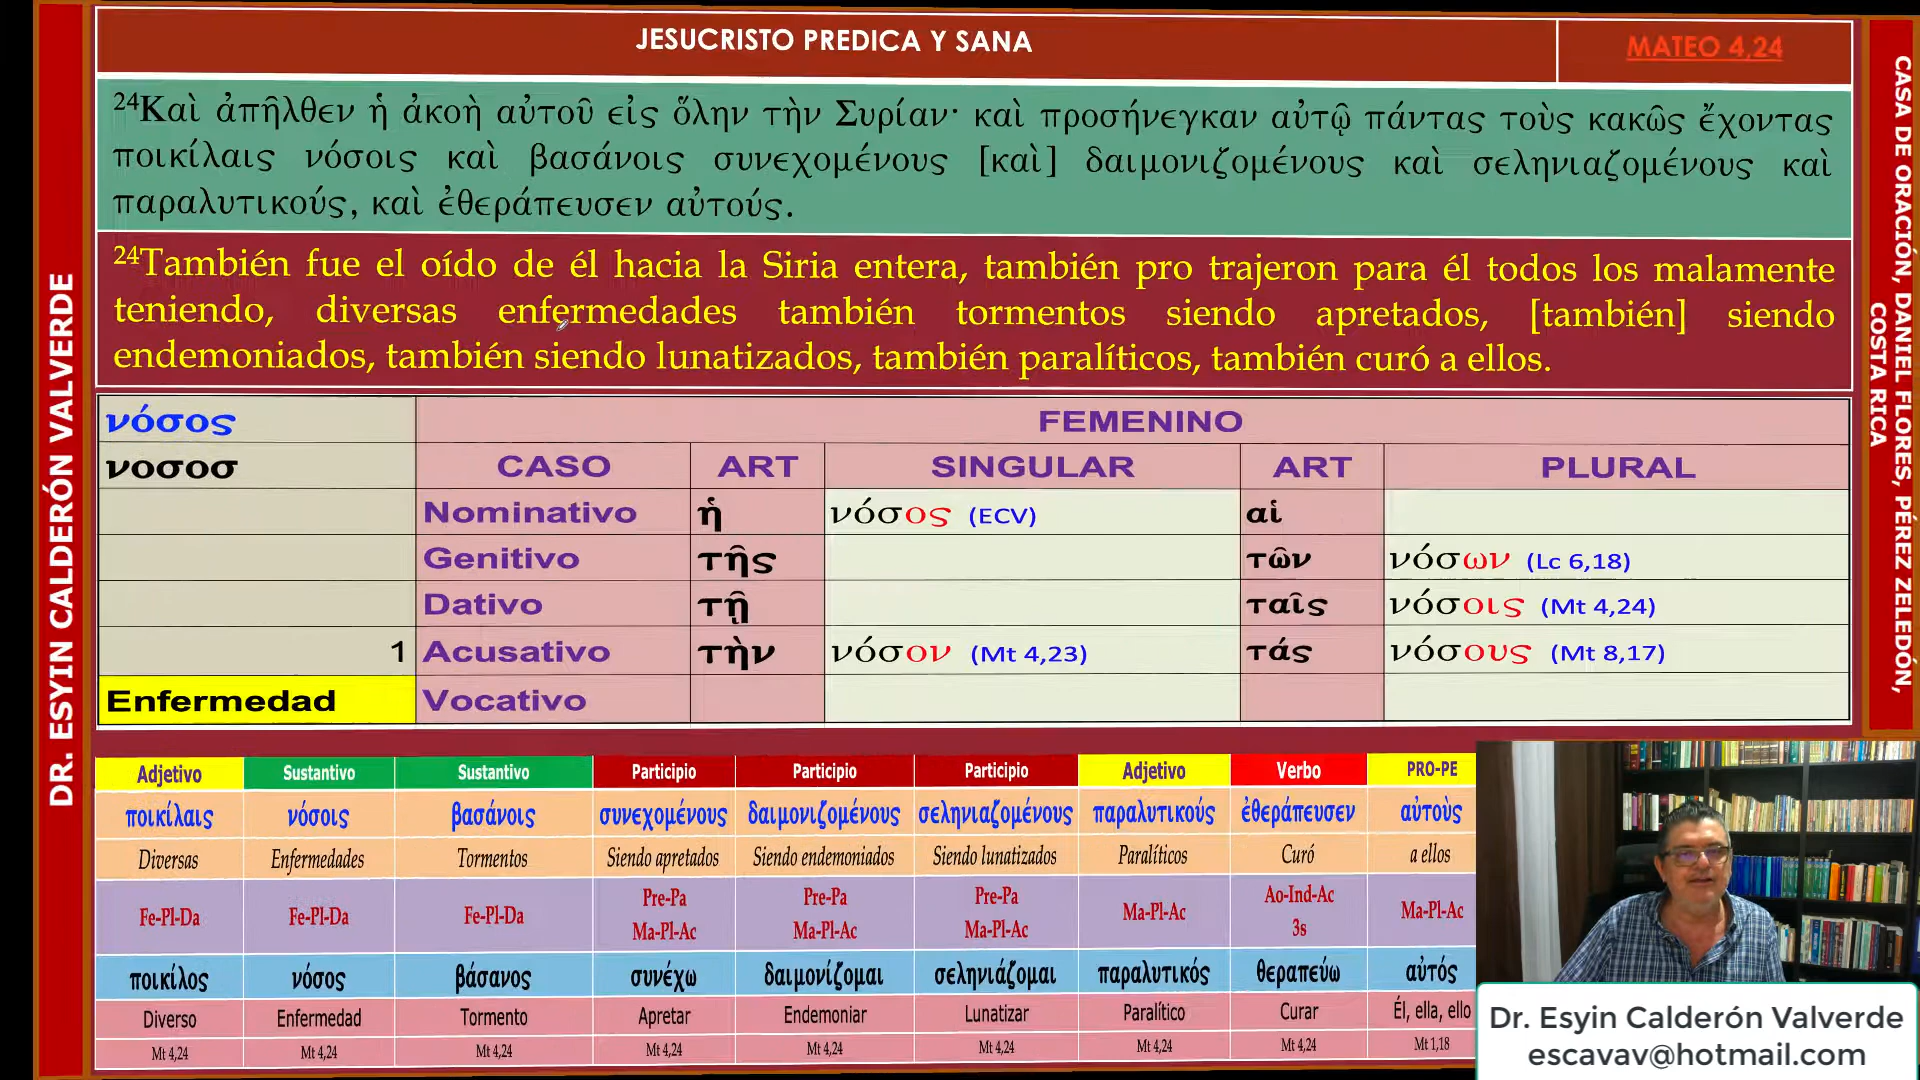 JESUCRISTO PREDICA Y SANA
MATEO 4,24
24Καὶ ἀπῆλθεν ἡ ἀκοὴ αὐτοῦ εἰς ὅλην τὴν Συρίαν· καὶ προσήνεγκαν αὐτῷ πάντας τοὺς κακῶς ἔχοντας
ποικίλαις νόσοις καὶ βασάνοις συνεχομένους [καὶ] δαιμονιζομένους καὶ σεληνιαζομένους καὶ
παραλυτικούς, καὶ ἐθεράπευσεν αὐτούς.
24También fue el oído de él hacia la Siria entera, también pro trajeron para él todos los malamente
teniendo, diversas enfermedades también tormentos siendo apretados, [también] siendo
endemoniados, también siendo lunatizados, también paralíticos, también curó a ellos.
νόσος FEMENINO
νοσοσ CASO ART SINGULAR ART PLURAL
Nominativo ἡ νόσος (ECV) αἱ
Genitivo τῆς τῶν νόσων (Lc 6,18)
Dativo τῇ ταῖς νόσοις (Mt 4,24)
1 Acusativo τὴν νόσον (Mt 4,23) τάς νόσους (Mt 8,17)
Enfermedad Vocativo
Adjetivo Sustantivo Sustantivo Participio Participio Participio Adjetivo Verbo PRO-PE
ποικίλαις νόσοις βασάνοις συνεχομένους δαιμονιζομένους σεληνιαζομένους παραλυτικούς ἐθεράπευσεν αὐτοὺς
Diversas Enfermedades Tormentos Siendo apretados Siendo endemoniados Siendo lunatizados Paralíticos Curó a ellos
Fe-Pl-Da Fe-Pl-Da Fe-Pl-Da Pre-Pa Ma-Pl-Ac Pre-Pa Ma-Pl-Ac Pre-Pa Ma-Pl-Ac Ma-Pl-Ac Ao-Ind-Ac 3s Ma-Pl-Ac
ποικίλος νόσος βάσανος συνέχω δαιμονίζομαι σεληνιάζομαι παραλυτικός θεραπεύω αὐτός
Diverso Enfermedad Tormento Apretar Endemoniar Lunatizar Paralítico Curar Él, ella, ello
Mt 4,24 Mt 4,24 Mt 4,24 Mt 4,24 Mt 4,24 Mt 4,24 Mt 4,24 Mt 4,24 Mt 1,18
DR. ESYIN CALDERÓN VALVERDE
CASA DE ORACIÓN, DANIEL FLORES, PÉREZ ZELEDÓN,
COSTA RICA
Dr. Esyin Calderón Valverde
escavav@hotmail.com